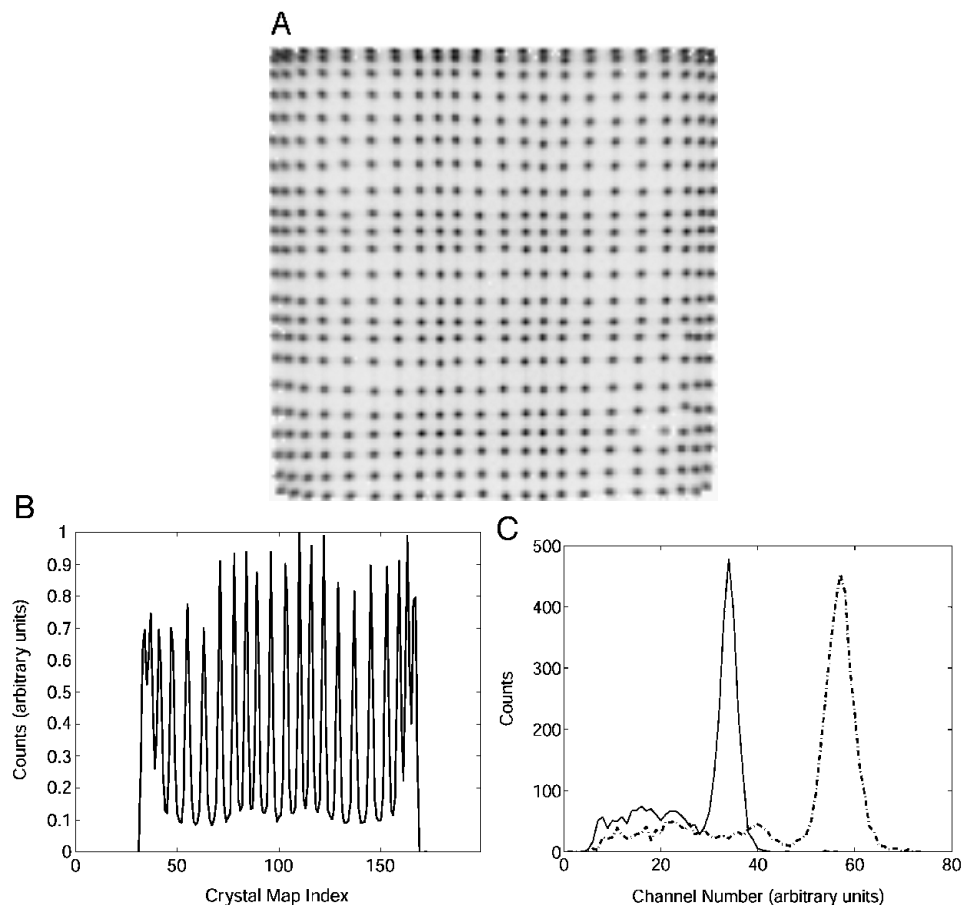 A
B
1
0.9
0.8
0.7
0.6
0.5
0.4
0.3
0.2
0.1
0
Counts (arbitrary units)
0 50 100 150
Crystal Map Index
C
500
400
300
200
100
0
Counts
0 20 40 60 80
Channel Number (arbitrary units)